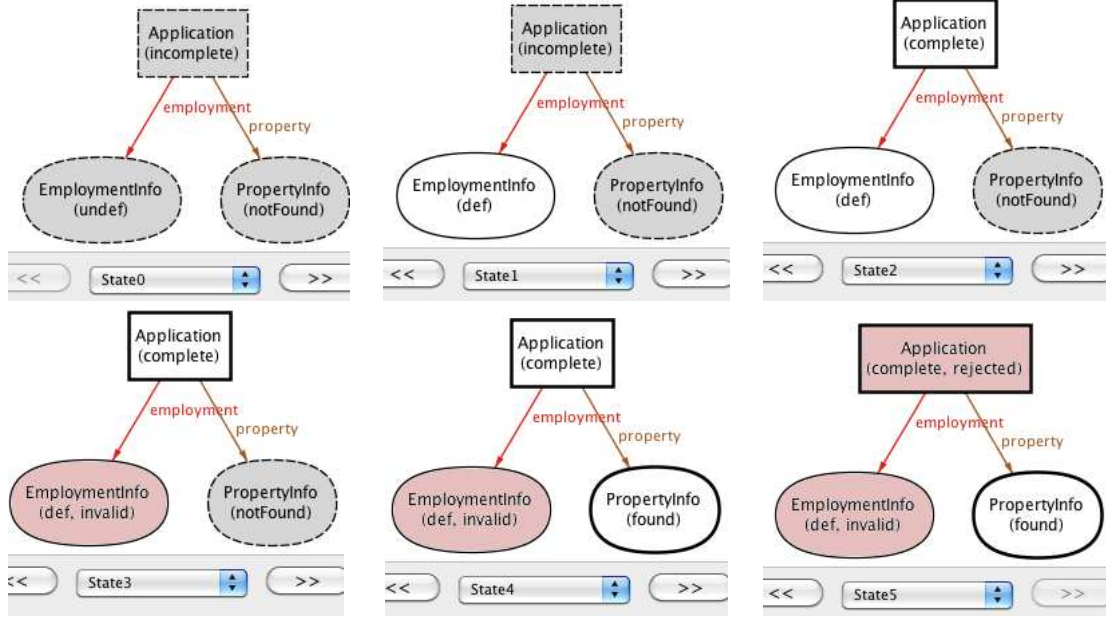 Application
(incomplete)
employment
property
EmploymentInfo
(undef)
PropertyInfo
(notFound)
<<
State0
>>
Application
(incomplete)
employment
property
EmploymentInfo
(def)
PropertyInfo
(notFound)
<<
State1
>>
Application
(complete)
employment
property
EmploymentInfo
(def)
PropertyInfo
(notFound)
<<
State2
>>
Application
(complete)
employment
property
EmploymentInfo
(def, invalid)
PropertyInfo
(notFound)
<<
State3
>>
Application
(complete)
employment
property
EmploymentInfo
(def, invalid)
PropertyInfo
(found)
<<
State4
>>
Application
(complete, rejected)
employment
property
EmploymentInfo
(def, invalid)
PropertyInfo
(found)
<<
State5
>>